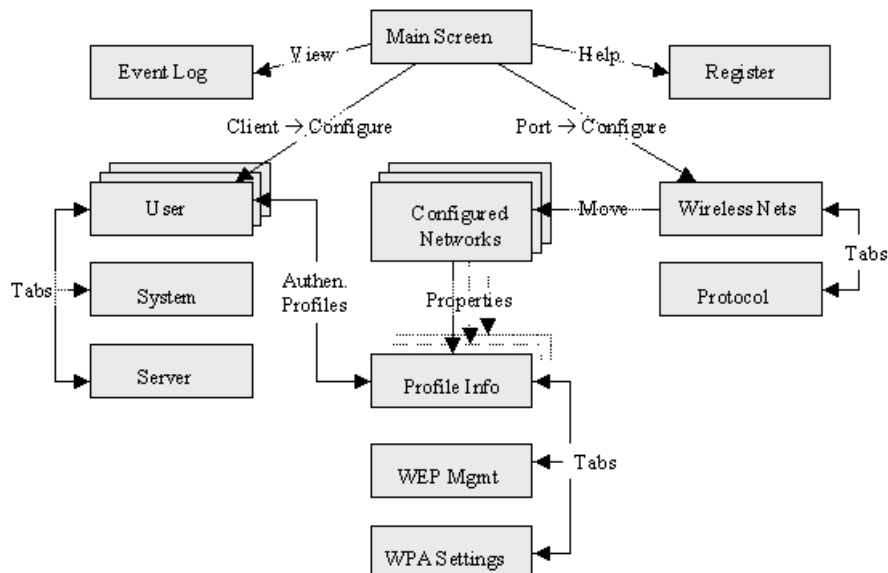 Main Screen
Event Log
View
Help
Register
Client → Configure
Port → Configure
User
Configured
Networks
Move
Wireless Nets
Tabs
System
Authen.
Profiles
Properties
Tabs
Protocol
Server
Profile Info
WEP Mgmt
Tabs
WPA Settings